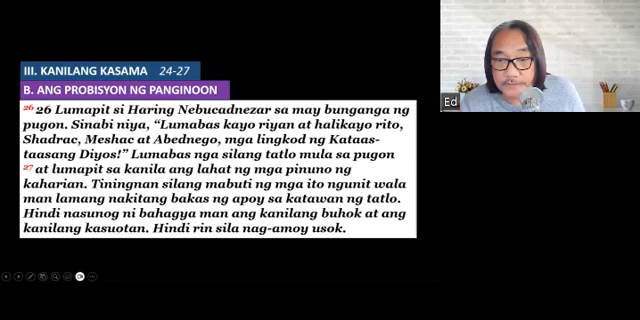 III. KANILANG KASAMA 24-27
B. ANG PROBISYON NG PANGINOON
26 26 Lumapit si Haring Nebucadnezar sa may bunganga ng
pugon. Sinabi niya, “Lumabas kayo riyan at halikayo rito,
Shadrac, Meshac at Abednego, mga lingkod ng Kataas-
taasang Diyos!” Lumabas nga silang tatlo mula sa pugon
27 at lumapit sa kanila ang lahat ng mga pinuno ng
kaharian. Tiningnan silang mabuti ng mga ito ngunit wala
man lamang nakitang bakas ng apoy sa katawan ng tatlo.
Hindi nasunog ni bahagya man ang kanilang buhok at ang
kanilang kasuotan. Hindi rin sila nag-amoy usok.
Ed